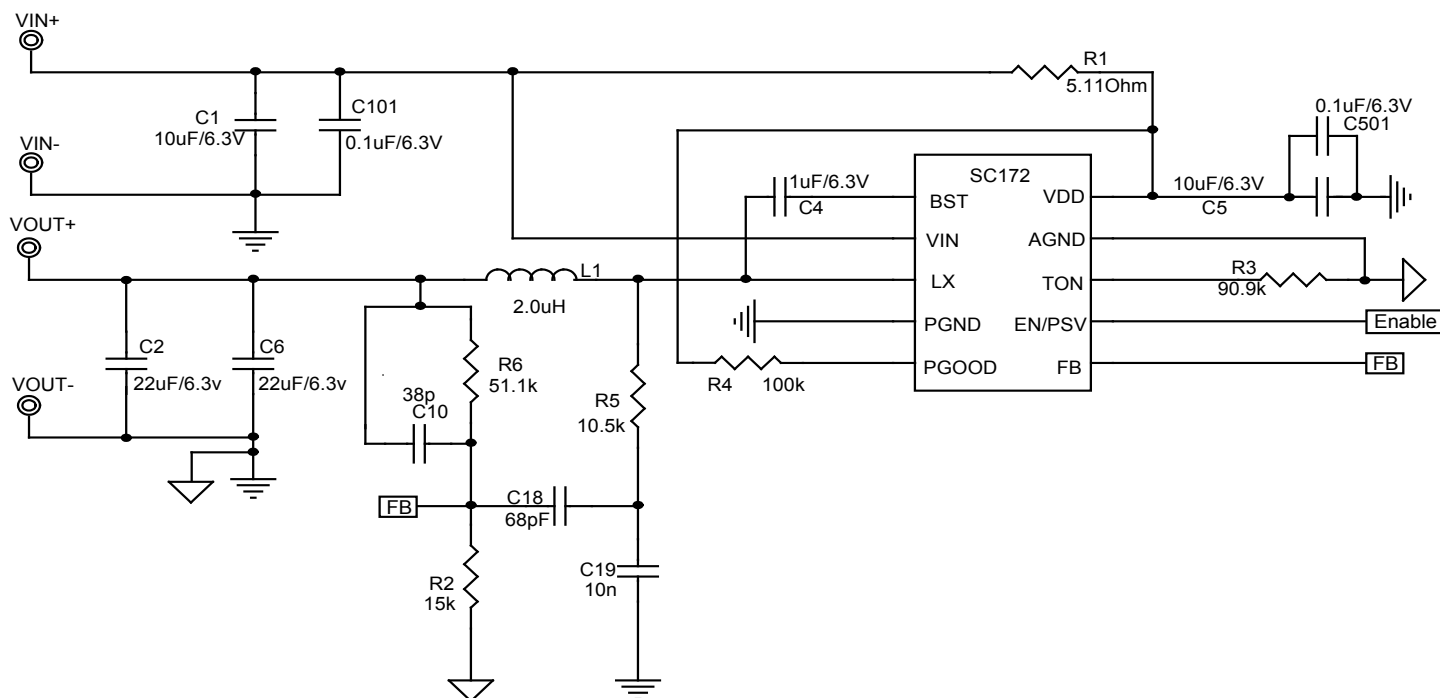 VIN+
R1
5.11Ohm
C1
10uF/6.3V
C101
0.1uF/6.3V
VIN-
0.1uF/6.3V
C501
SC172
1uF/6.3V
C4
BST
VDD
10uF/6.3V
C5
VOUT+
VIN
AGND
L1
2.0uH
LX
TON
R3
90.9k
PGND
EN/PSV
Enable
C2
22uF/6.3v
C6
22uF/6.3v
R6
51.1k
R4
100k
PGOOD
FB
FB
VOUT-
38p
C10
R5
10.5k
FB
C18
68pF
R2
15k
C19
10n